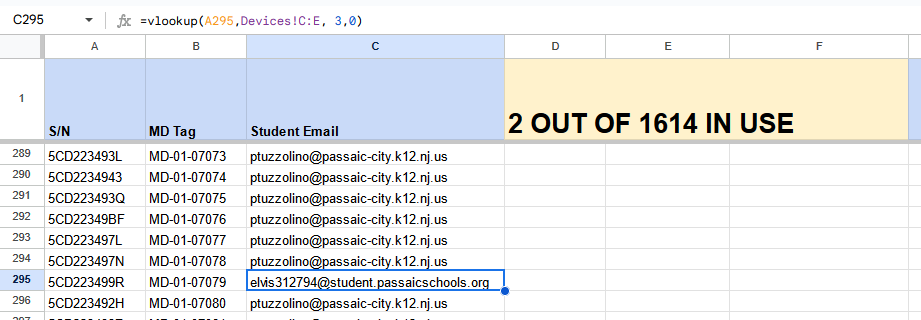 C295 fx =vlookup(A295,Devices!C:E, 3,0)
A B C D E F
1 S/N MD Tag Student Email 2 OUT OF 1614 IN USE
289 5CD223493L MD-01-07073 ptuzzolino@passaic-city.k12.nj.us
290 5CD2234943 MD-01-07074 ptuzzolino@passaic-city.k12.nj.us
291 5CD223493Q MD-01-07075 ptuzzolino@passaic-city.k12.nj.us
292 5CD22349BF MD-01-07076 ptuzzolino@passaic-city.k12.nj.us
293 5CD223497L MD-01-07077 ptuzzolino@passaic-city.k12.nj.us
294 5CD223497N MD-01-07078 ptuzzolino@passaic-city.k12.nj.us
295 5CD223499R MD-01-07079 elvis312794@student.passaicschools.org
296 5CD223492H MD-01-07080 ptuzzolino@passaic-city.k12.nj.us